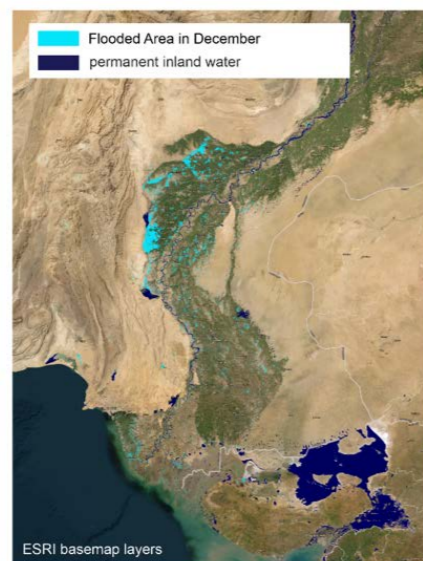 Flooded Area in December
permanent inland water
ESRI basemap layers